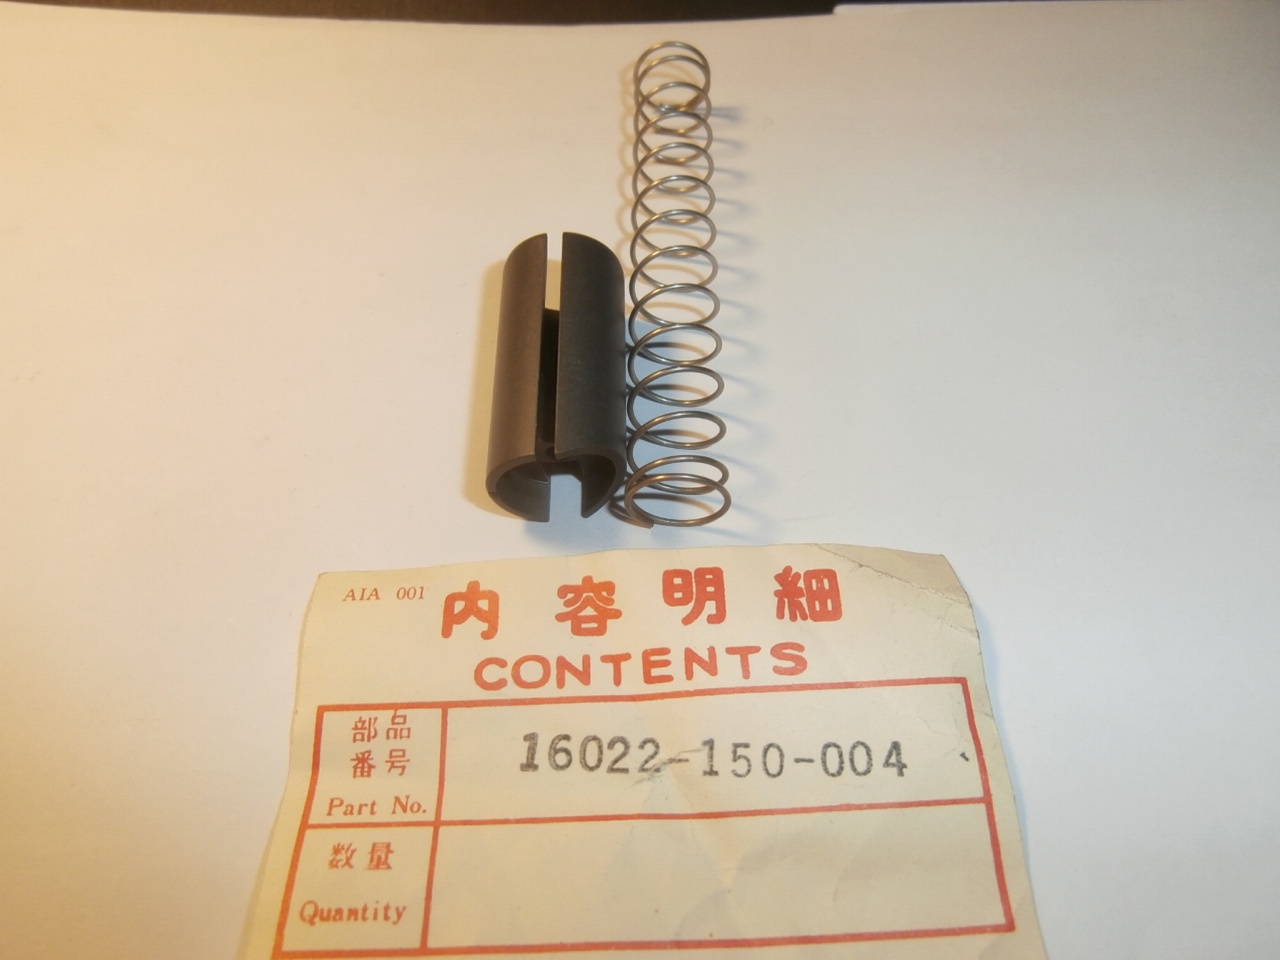 AIA 001
内容明細
CONTENTS
部品
番号
Part No.
16022-150-004
数量
Quantity